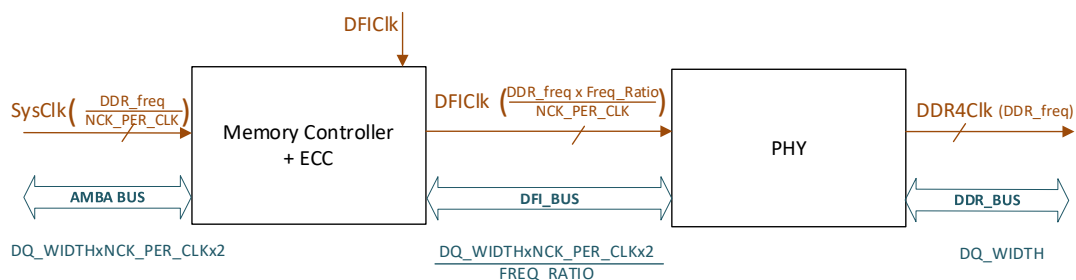 DFIClk
SysClk ( DDR_freq / NCK_PER_CLK )
Memory Controller
+ ECC
DFIClk ( DDR_freq x Freq_Ratio / NCK_PER_CLK )
PHY
DDR4Clk (DDR_freq)
AMBA BUS
DFI_BUS
DDR_BUS
DQ_WIDTHxNCK_PER_CLKx2
DQ_WIDTHxNCK_PER_CLKx2
FREQ_RATIO
DQ_WIDTH